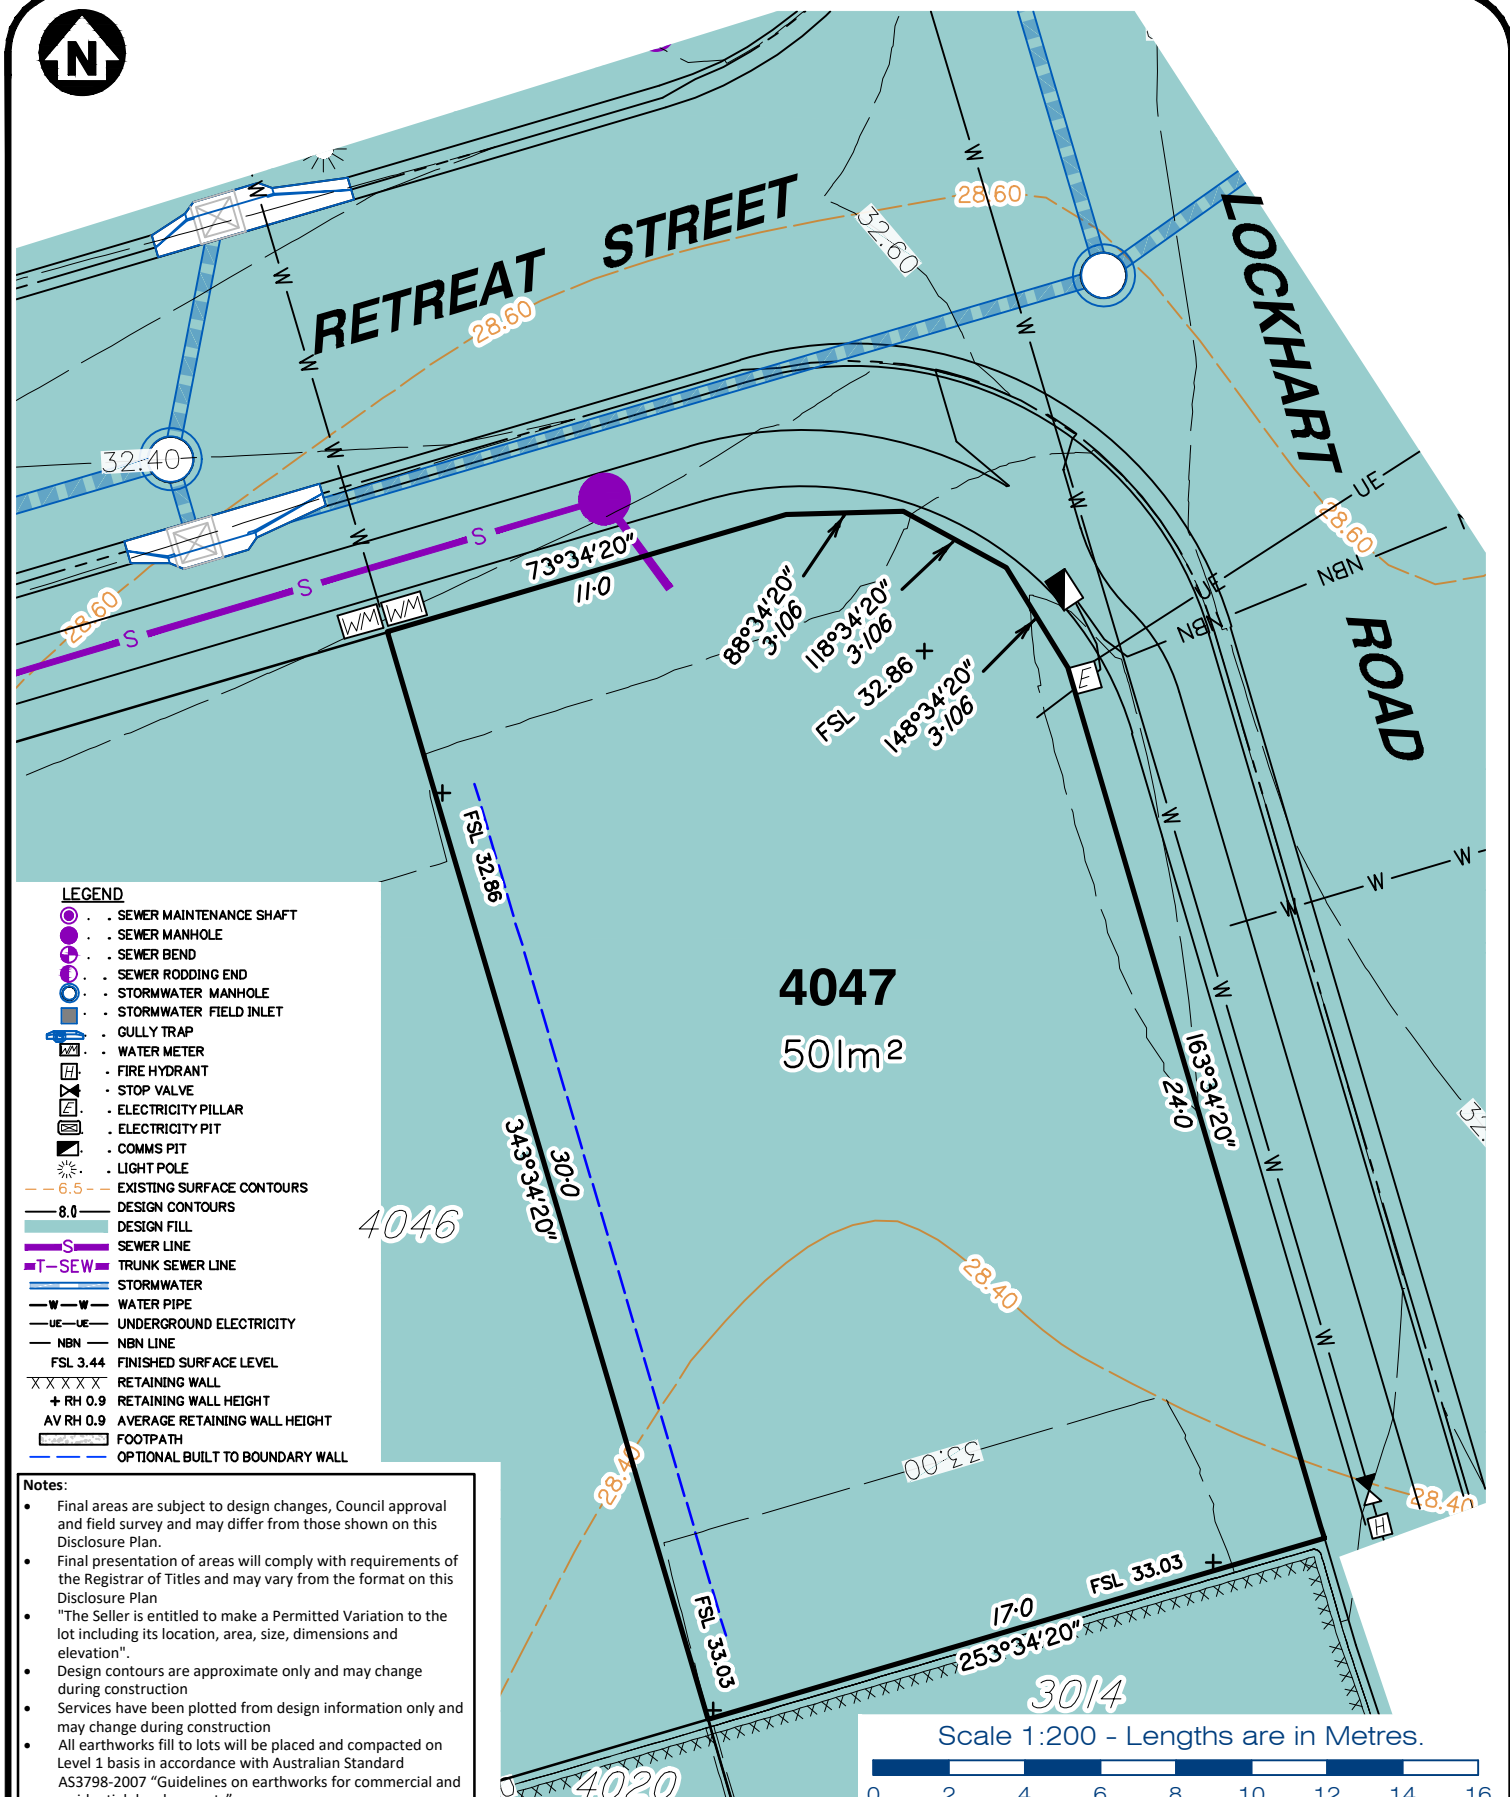 N
RETREAT STREET
LOCKHART ROAD
W
W
W
W
W
W
W
W
28.60
32.60
28.60
32.40
28.60
28.60
UE
UE
NBN
NBN
S
S
S
WM
WM
73°34'20"
11·0
88°34'20"
3·106
118°34'20"
3·106
FSL 32.86
148°34'20"
3·106
E
FSL 32.86
W
W
W
W
W
W
W
4047
501m²
163°34'20"
24·0
343°34'20"
30·0
4046
28.40
28.40
33.00
28.40
H
FSL 33.03
FSL 33.03
17·0
253°34'20"
3014
4020
LEGEND
SEWER MAINTENANCE SHAFT
SEWER MANHOLE
SEWER BEND
SEWER RODDING END
STORMWATER MANHOLE
STORMWATER FIELD INLET
GULLY TRAP
WM WATER METER
H FIRE HYDRANT
STOP VALVE
E ELECTRICITY PILLAR
ELECTRICITY PIT
COMMS PIT
LIGHT POLE
6.5 EXISTING SURFACE CONTOURS
8.0 DESIGN CONTOURS
DESIGN FILL
S SEWER LINE
T-SEW TRUNK SEWER LINE
STORMWATER
W W WATER PIPE
UE UE UNDERGROUND ELECTRICITY
NBN NBN LINE
FSL 3.44 FINISHED SURFACE LEVEL
X X X X X RETAINING WALL
+ RH 0.9 RETAINING WALL HEIGHT
AV RH 0.9 AVERAGE RETAINING WALL HEIGHT
FOOTPATH
OPTIONAL BUILT TO BOUNDARY WALL
Notes:
• Final areas are subject to design changes, Council approval
and field survey and may differ from those shown on this
Disclosure Plan.
• Final presentation of areas will comply with requirements of
the Registrar of Titles and may vary from the format on this
Disclosure Plan
• "The Seller is entitled to make a Permitted Variation to the
lot including its location, area, size, dimensions and
elevation".
• Design contours are approximate only and may change
during construction
• Services have been plotted from design information only and
may change during construction
• All earthworks fill to lots will be placed and compacted on
Level 1 basis in accordance with Australian Standard
AS3798-2007 “Guidelines on earthworks for commercial and
Scale 1:200 - Lengths are in Metres.
0 2 4 6 8 10 12 14 16